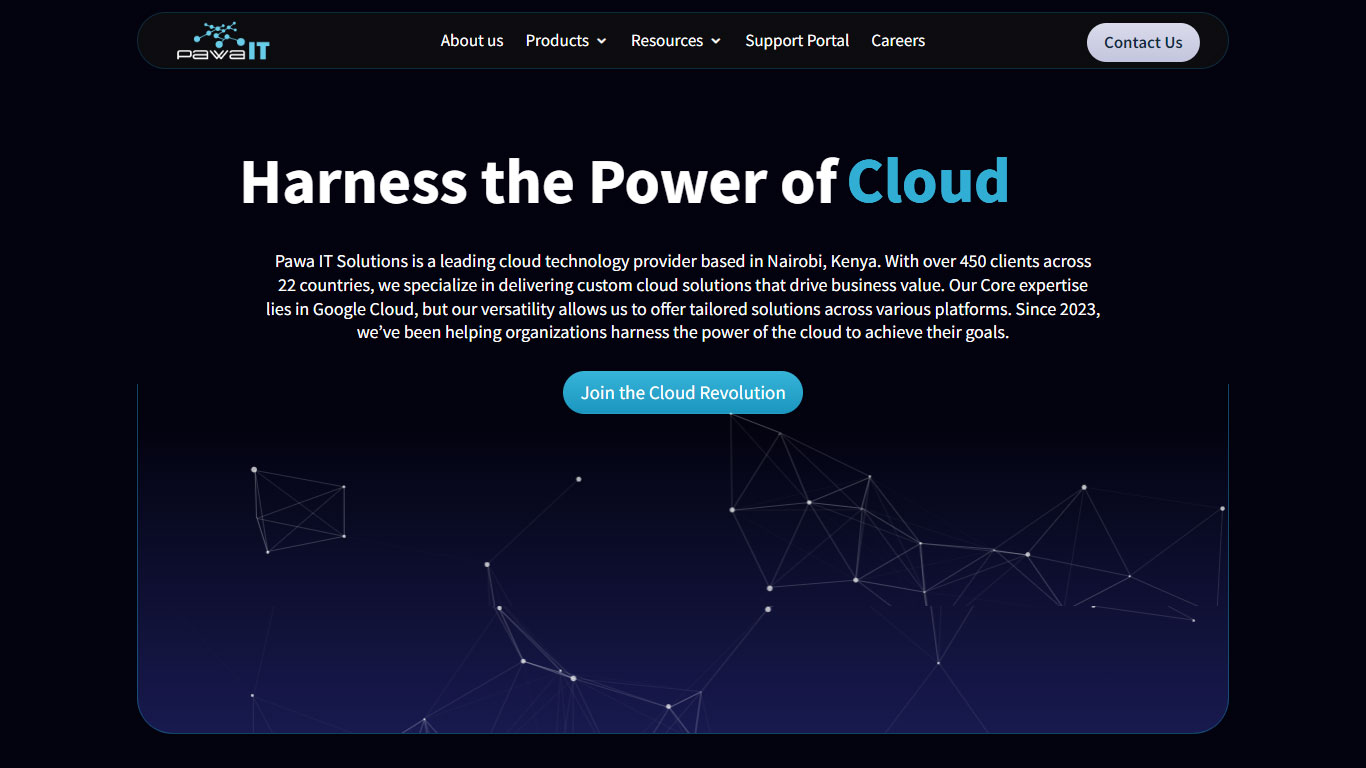 pawaIT
About us
Products
Resources
Support Portal
Careers
Contact Us
Harness the Power of Cloud
Pawa IT Solutions is a leading cloud technology provider based in Nairobi, Kenya. With over 450 clients across
22 countries, we specialize in delivering custom cloud solutions that drive business value. Our Core expertise
lies in Google Cloud, but our versatility allows us to offer tailored solutions across various platforms. Since 2023,
we’ve been helping organizations harness the power of the cloud to achieve their goals.
Join the Cloud Revolution